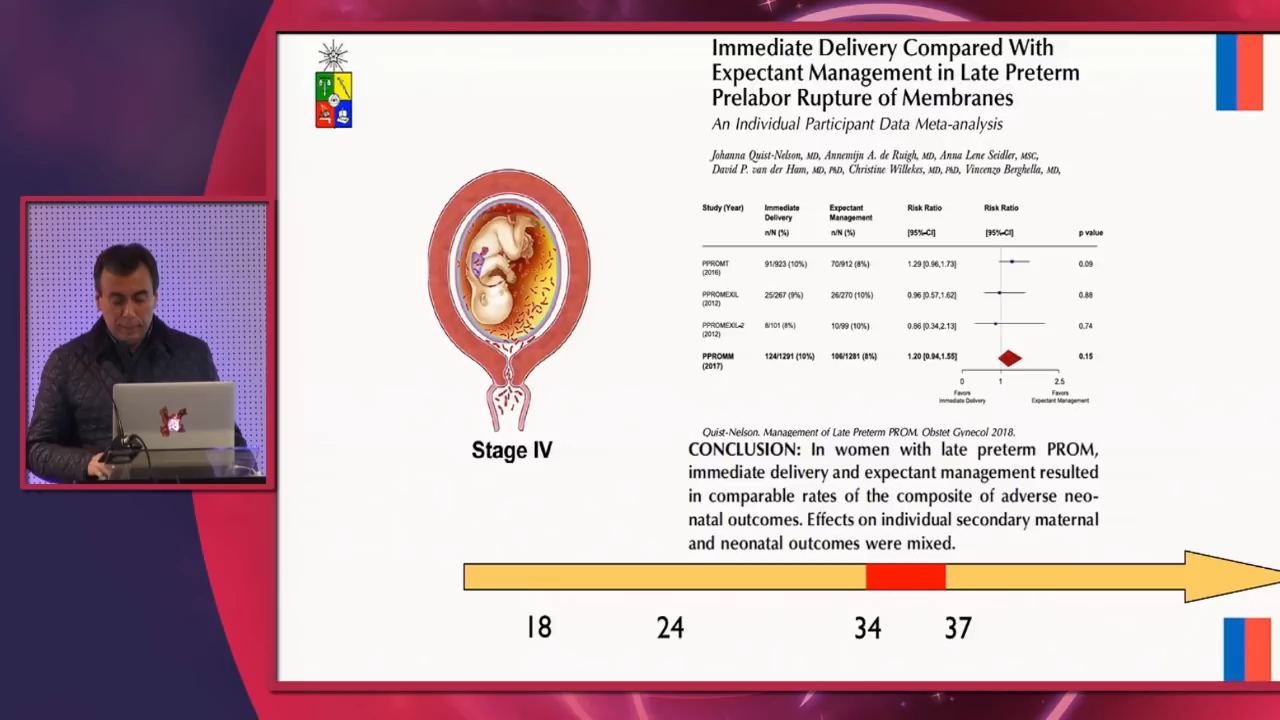 Immediate Delivery Compared With
Expectant Management in Late Preterm
Prelabor Rupture of Membranes
An Individual Participant Data Meta-analysis
Johanna Quist-Nelson, MD, Annemijn A. de Ruigh, MD, Anna Lene Seidler, MSC,
David P. van der Ham, MD, PhD, Christine Willekes, MD, PhD, Vincenzo Berghella, MD,
Study (Year) Immediate Delivery Expectant Management Risk Ratio Risk Ratio
n/N (%) n/N (%) [95%-CI] [95%-CI] p value
PPROMT (2016) 91/923 (10%) 70/912 (8%) 1.29 [0.96,1.73] 0.09
PPROMEXIL (2012) 25/267 (9%) 26/270 (10%) 0.96 [0.57,1.62] 0.88
PPROMEXIL-2 (2012) 8/101 (8%) 10/99 (10%) 0.86 [0.34,2.13] 0.74
PPROMM (2017) 124/1291 (10%) 106/1281 (8%) 1.20 [0.94,1.55] 0.15
0 1 2.5
Favors Immediate Delivery Favors Expectant Management
Quist-Nelson. Management of Late Preterm PROM. Obstet Gynecol 2018.
Stage IV
CONCLUSION: In women with late preterm PROM,
immediate delivery and expectant management resulted
in comparable rates of the composite of adverse neo-
natal outcomes. Effects on individual secondary maternal
and neonatal outcomes were mixed.
18 24 34 37